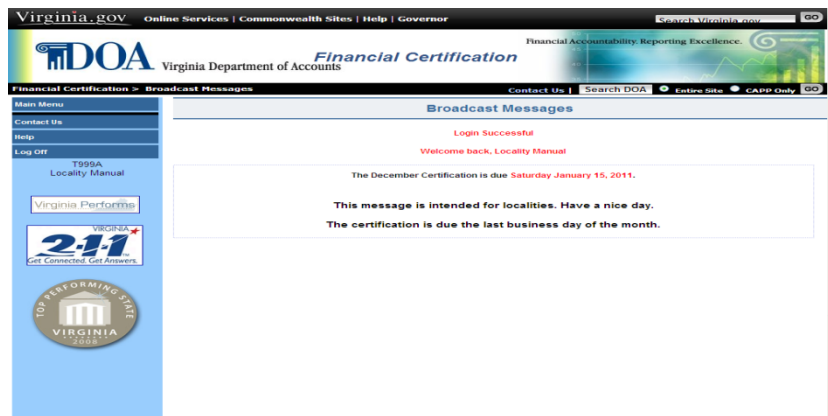 Virginia.gov Online Services | Commonwealth Sites | Help | Governor Search Virginia.gov GO
Financial Accountability. Reporting Excellence.
DOA Virginia Department of Accounts Financial Certification
Financial Certification > Broadcast Messages Contact Us | Search DOA Entire Site CAPP Only GO
Main Menu
Contact Us
Help
Log Off
T999A
Locality Manual
Virginia Performs
VIRGINIA
2-1-1
Get Connected. Get Answers.
TOP PERFORMING STATE
VIRGINIA
2008
Broadcast Messages
Login Successful
Welcome back, Locality Manual
The December Certification is due Saturday January 15, 2011.
This message is intended for localities. Have a nice day.
The certification is due the last business day of the month.